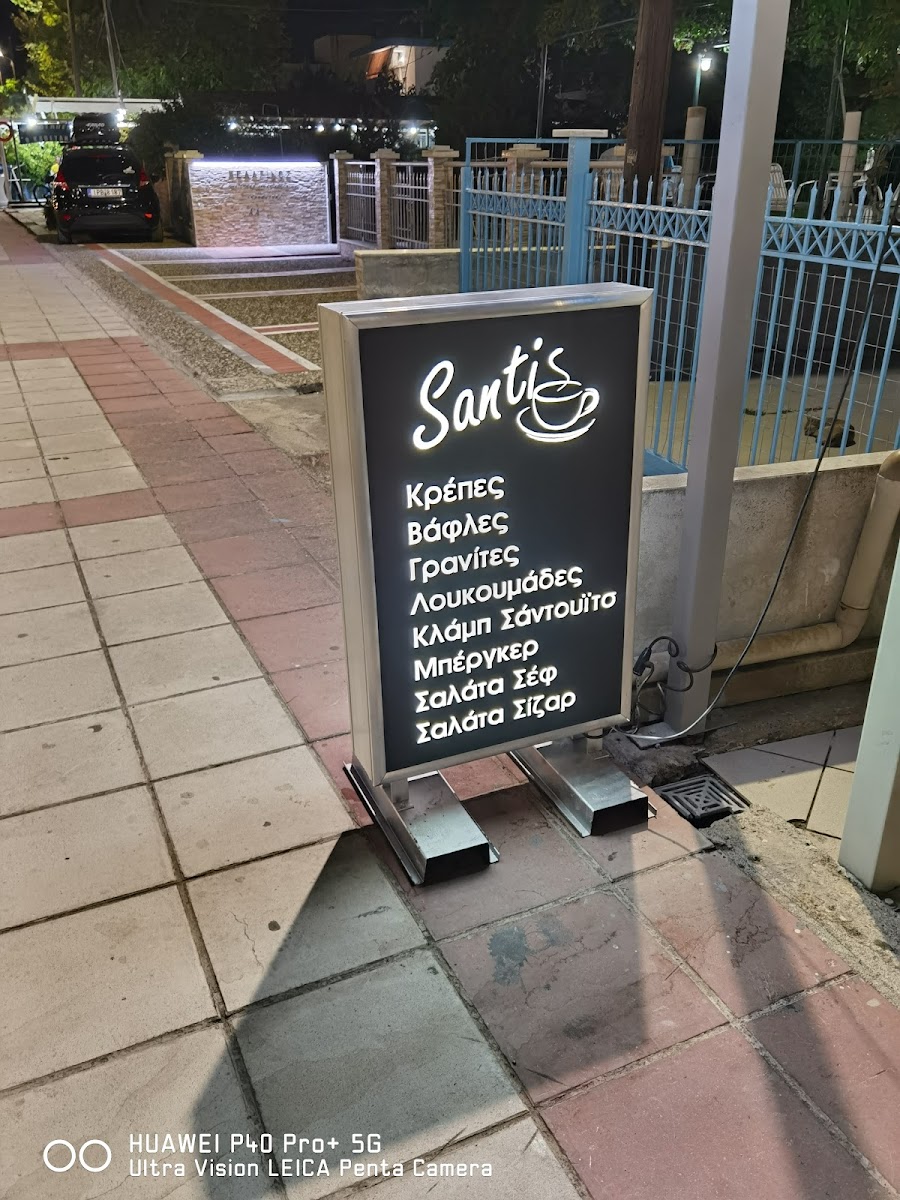 Santis
Κρέπες
Βάφλες
Γρανίτες
Λουκουμάδες
Κλάμπ Σάντουϊτσ
Μπέργκερ
Σαλάτα Σέφ
Σαλάτα Σίζαρ
HUAWEI P40 Pro+ 5G
Ultra Vision LEICA Penta Camera